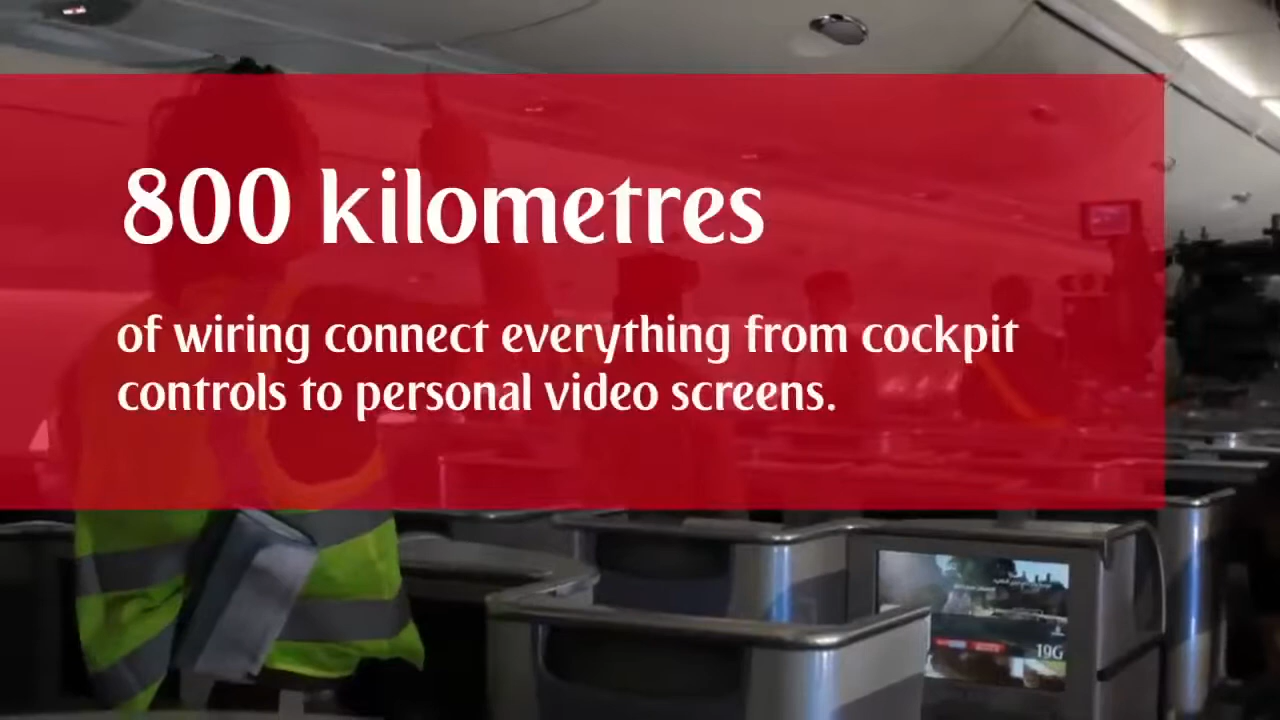 800 kilometres
of wiring connect everything from cockpit
controls to personal video screens.
19G